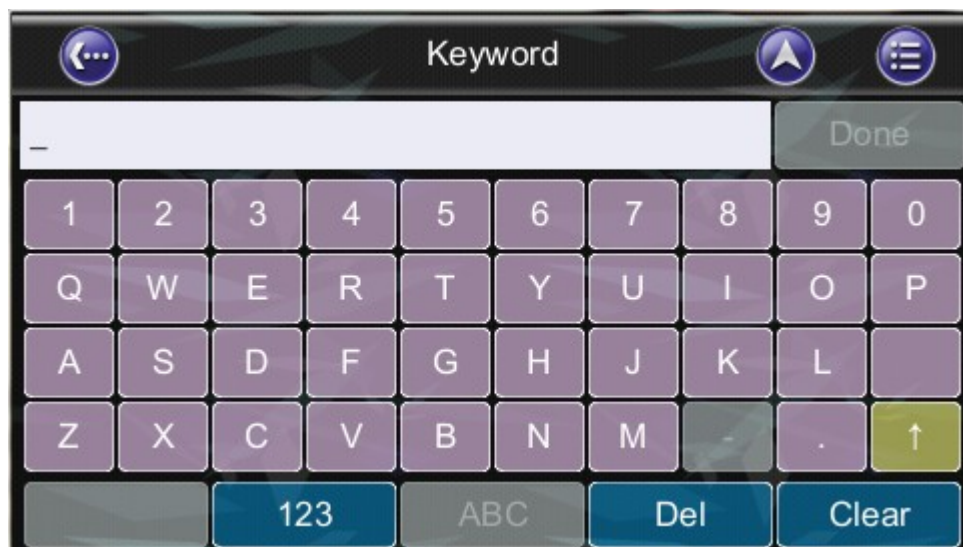 Keyword
_
Done
1 2 3 4 5 6 7 8 9 0
Q W E R T Y U I O P
A S D F G H J K L
Z X C V B N M - . ↑
123 ABC Del Clear